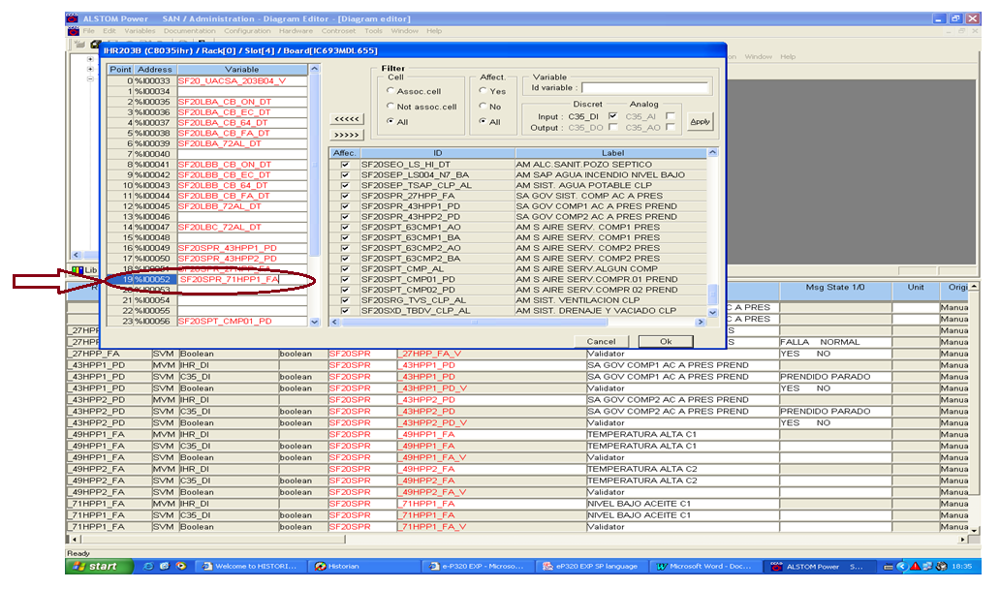 ALSTOM Power SAN / Administration - Diagram Editor - [Diagram editor]
File Edit Variables Documentation Configuration Hardware Controset Tools Window Help
IHR203B (C8035ihr) / Rack[0] / Slot[4] / Board[IC693MDL655]
on Window Help
Point Address Variable
0 %I00033 SF20_UACSA_203B04_V
1 %I00034
2 %I00035 SF20LBA_CB_ON_DT
3 %I00036 SF20LBA_CB_EC_DT
4 %I00037 SF20LBA_CB_64_DT
5 %I00038 SF20LBA_CB_FA_DT
6 %I00039 SF20LBA_72AL_DT
7 %I00040
8 %I00041 SF20LBB_CB_ON_DT
9 %I00042 SF20LBB_CB_EC_DT
10 %I00043 SF20LBB_CB_64_DT
11 %I00044 SF20LBB_CB_FA_DT
12 %I00045 SF20LBB_72AL_DT
13 %I00046
14 %I00047 SF20LBC_72AL_DT
15 %I00048
16 %I00049 SF20SPR_43HPP1_PD
17 %I00050 SF20SPR_43HPP2_PD
19 %I00052 SF20SPR_71HPP1_FA
21 %I00054
22 %I00055
23 %I00056 SF20SPT_CMP01_PD
<<<<<
>>>>>
Filter
Cell
Assoc.cell
Not assoc.cell
All
Affect.
Yes
No
All
Variable
Id variable :
Discret Analog
Input : C35_DI C35_AI
Output : C35_DO C35_AO
Apply
Affec. ID Label
SF20SEO_LS_HI_DT AM ALC.SANIT.POZO SEPTICO
SF20SEP_LS004_N7_BA AM SAP AGUA INCENDIO NIVEL BAJO
SF20SEP_TSAP_CLP_AL AM SIST. AGUA POTABLE CLP
SF20SPR_27HPP_FA SA GOV SIST. COMP AC A PRES
SF20SPR_43HPP1_PD SA GOV COMP1 AC A PRES PREND
SF20SPR_43HPP2_PD SA GOV COMP2 AC A PRES PREND
SF20SPT_63CMP1_AO AM S AIRE SERV. COMP1 PRES
SF20SPT_63CMP1_BA AM S AIRE SERV. COMP1 PRES
SF20SPT_63CMP2_AO AM S AIRE SERV. COMP2 PRES
SF20SPT_63CMP2_BA AM S AIRE SERV. COMP2 PRES
SF20SPT_CMP_AL AM S AIRE SERV.ALGUN COMP
SF20SPT_CMP01_PD AM S AIRE SERV.COMPR.01 PREND
SF20SPT_CMP02_PD AM S AIRE SERV.COMPR 02 PREND
SF20SRG_TVS_CLP_AL AM SIST. VENTILACION CLP
SF20SXD_TBDV_CLP_AL AM SIST. DRENAJE Y VACIADO CLP
Cancel Ok
Lib
Msg State 1/0 Unit Origi
C A PRES Manua
C A PRES Manua
_27HPP S Manua
_27HPP S FALLA NORMAL Manua
_27HPP_FA SVM Boolean boolean SF20SPR _27HPP_FA_V Validator YES NO Manua
_43HPP1_PD MVM IHR_DI SF20SPR _43HPP1_PD SA GOV COMP1 AC A PRES PREND Manua
_43HPP1_PD SVM C35_DI boolean SF20SPR _43HPP1_PD SA GOV COMP1 AC A PRES PREND PRENDIDO PARADO Manua
_43HPP1_PD SVM Boolean boolean SF20SPR _43HPP1_PD_V Validator YES NO Manua
_43HPP2_PD MVM IHR_DI SF20SPR _43HPP2_PD SA GOV COMP2 AC A PRES PREND Manua
_43HPP2_PD SVM C35_DI boolean SF20SPR _43HPP2_PD SA GOV COMP2 AC A PRES PREND PRENDIDO PARADO Manua
_43HPP2_PD SVM Boolean boolean SF20SPR _43HPP2_PD_V Validator YES NO Manua
_49HPP1_FA MVM IHR_DI SF20SPR _49HPP1_FA TEMPERATURA ALTA C1 Manua
_49HPP1_FA SVM C35_DI boolean SF20SPR _49HPP1_FA TEMPERATURA ALTA C1 Manua
_49HPP1_FA SVM Boolean boolean SF20SPR _49HPP1_FA_V Validator Manua
_49HPP2_FA MVM IHR_DI SF20SPR _49HPP2_FA TEMPERATURA ALTA C2 Manua
_49HPP2_FA SVM C35_DI boolean SF20SPR _49HPP2_FA TEMPERATURA ALTA C2 Manua
_49HPP2_FA SVM Boolean boolean SF20SPR _49HPP2_FA_V Validator Manua
_71HPP1_FA MVM IHR_DI SF20SPR _71HPP1_FA NIVEL BAJO ACEITE C1 Manua
_71HPP1_FA SVM C35_DI boolean SF20SPR _71HPP1_FA NIVEL BAJO ACEITE C1 Manua
_71HPP1_FA SVM Boolean boolean SF20SPR _71HPP1_FA_V Validator Manua
Ready
start Welcome to HISTORI... Historian e-P320 EXP - Microso... eP320 EXP SP language Microsoft Word - Doc... ALSTOM Power S... 18:35